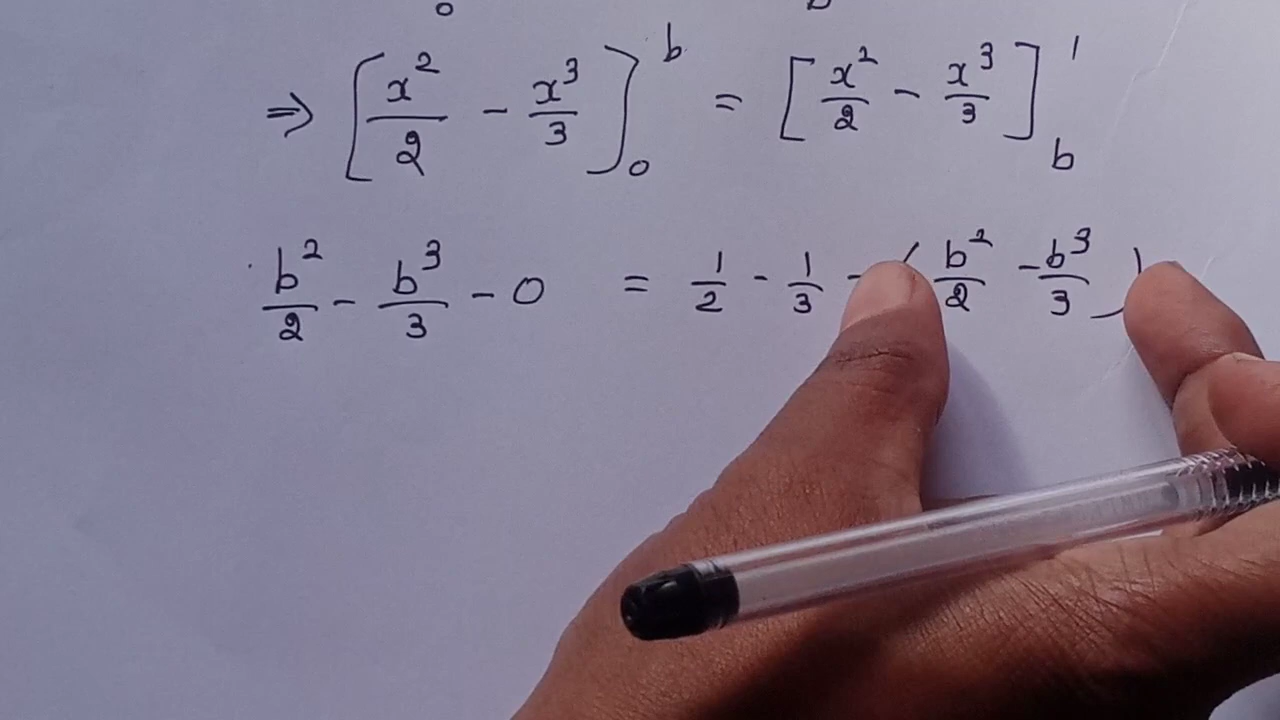 ⇒ [x²/2 - x³/3]₀ᵇ = [x²/2 - x³/3]ᵇ¹
b²/2 - b³/3 - 0 = 1/2 - 1/3 - (b²/2 - b³/3)